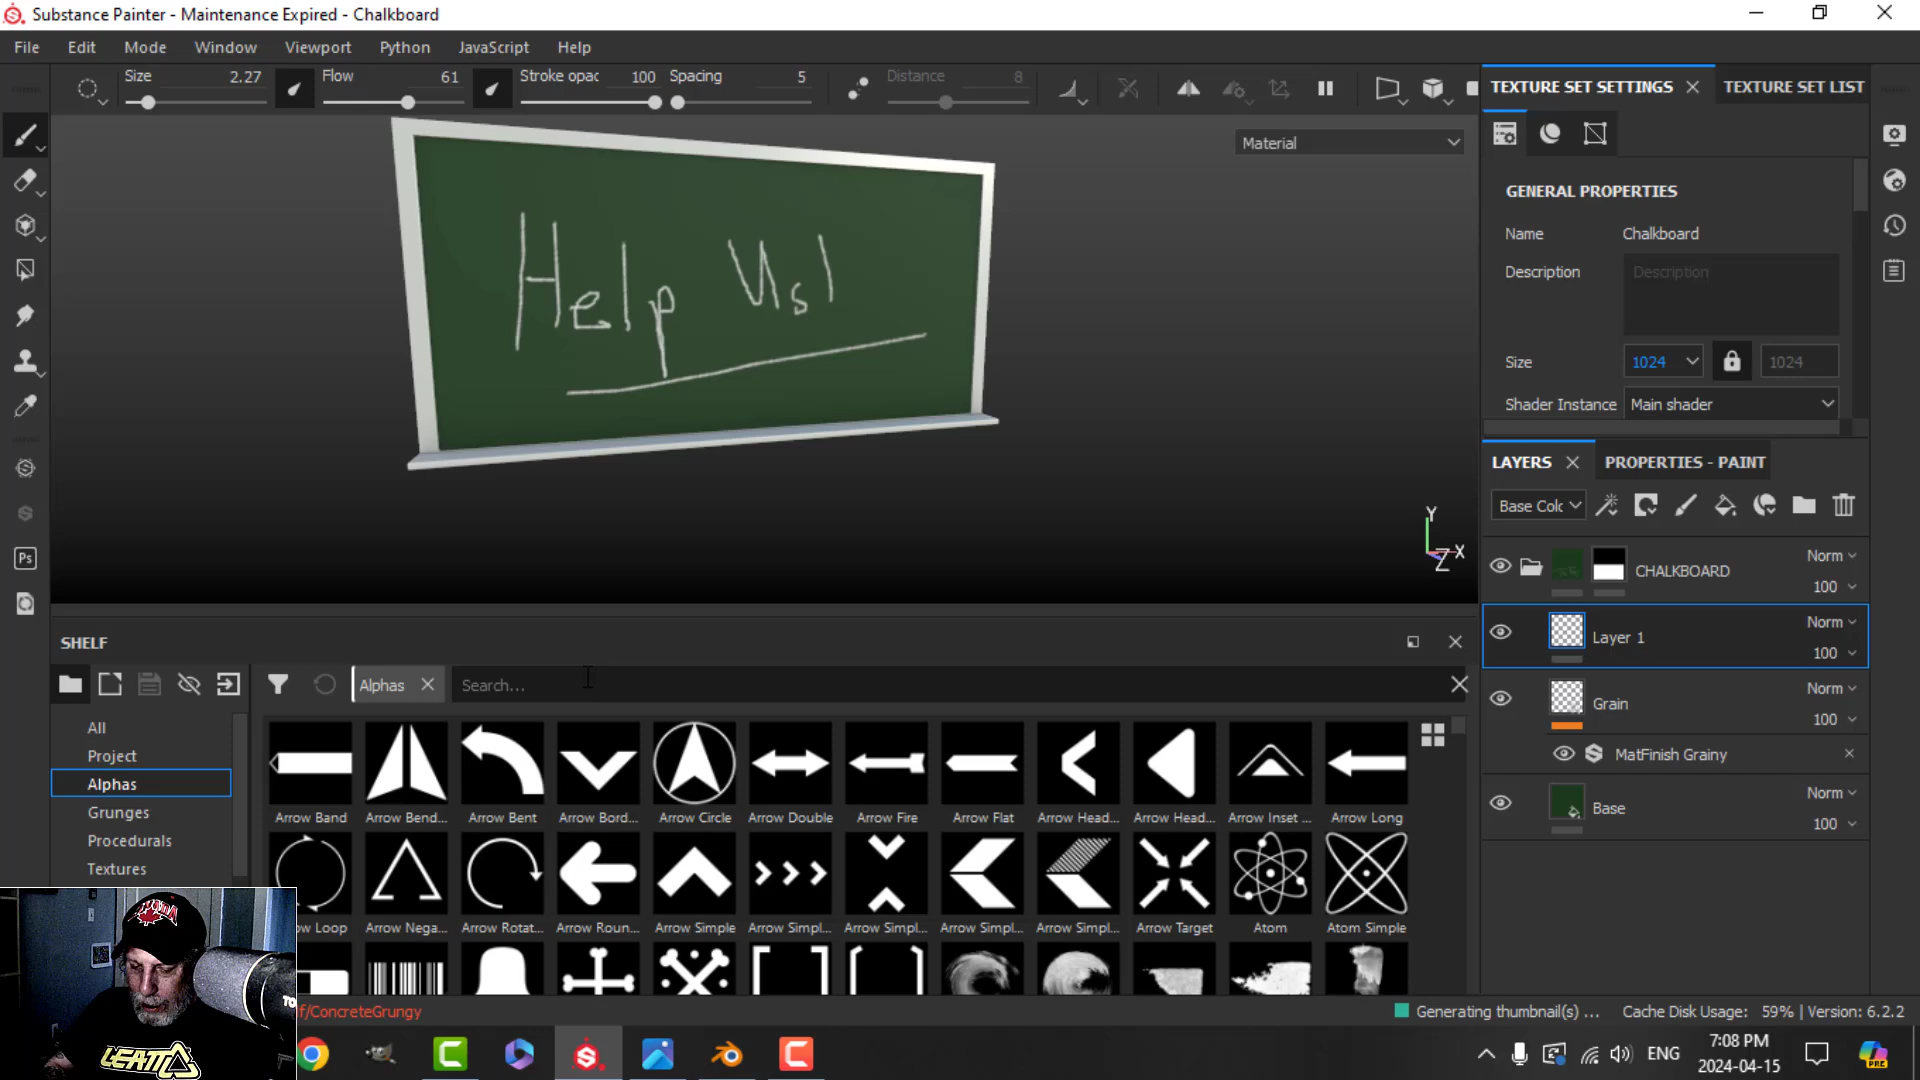 Substance Painter - Maintenance Expired - Chalkboard
File Edit Mode Window Viewport Python JavaScript Help
Size 2.27 Flow 61 Stroke opac 100 Spacing 5 Distance 8
TEXTURE SET SETTINGS TEXTURE SET LIST
Material
GENERAL PROPERTIES
Name Chalkboard
Description Description
Size 1024 1024
Shader Instance Main shader
Help Us!
Y
X
Z
LAYERS PROPERTIES - PAINT
Base Colc
CHALKBOARD Norm 100
Layer 1 Norm 100
Grain Norm 100
MatFinish Grainy
Base Norm 100
SHELF
Alphas Search...
All
Project
Alphas
Grunges
Procedurals
Textures
Arrow Band Arrow Bend... Arrow Bent Arrow Bord... Arrow Circle Arrow Double Arrow Fire Arrow Flat Arrow Head... Arrow Head... Arrow Inset ... Arrow Long
Loop Arrow Nega... Arrow Rotat... Arrow Roun... Arrow Simple Arrow Simpl... Arrow Simpl... Arrow Simpl... Arrow Simpl... Arrow Target Atom Atom Simple
f/ConcreteGrungy
Generating thumbnail(s) ... Cache Disk Usage: 59% | Version: 6.2.2
Ps
LEATT
ENG
7:08 PM
2024-04-15
PRE